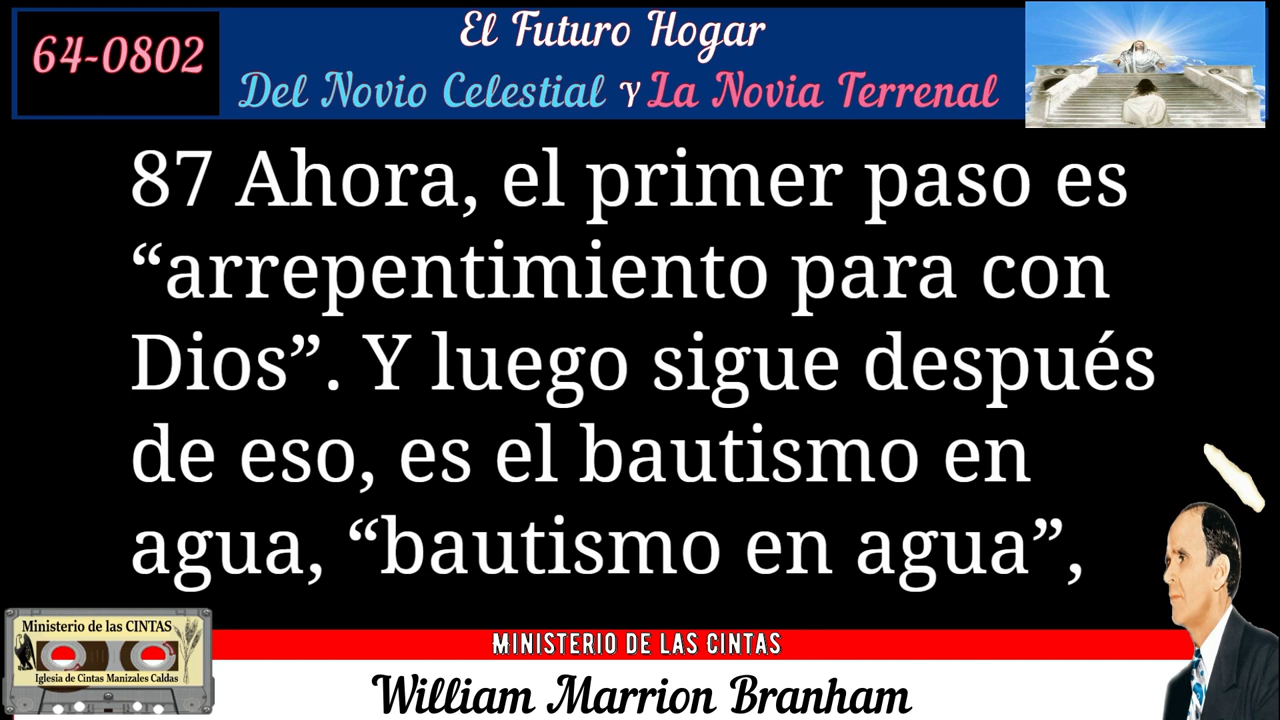 64-0802
El Futuro Hogar
Del Novio Celestial Y La Novia Terrenal
87 Ahora, el primer paso es
“arrepentimiento para con
Dios”. Y luego sigue después
de eso, es el bautismo en
agua, “bautismo en agua”,
Ministerio de las CINTAS
Iglesia de Cintas Manizales Caldas
MINISTERIO DE LAS CINTAS
William Marrion Branham